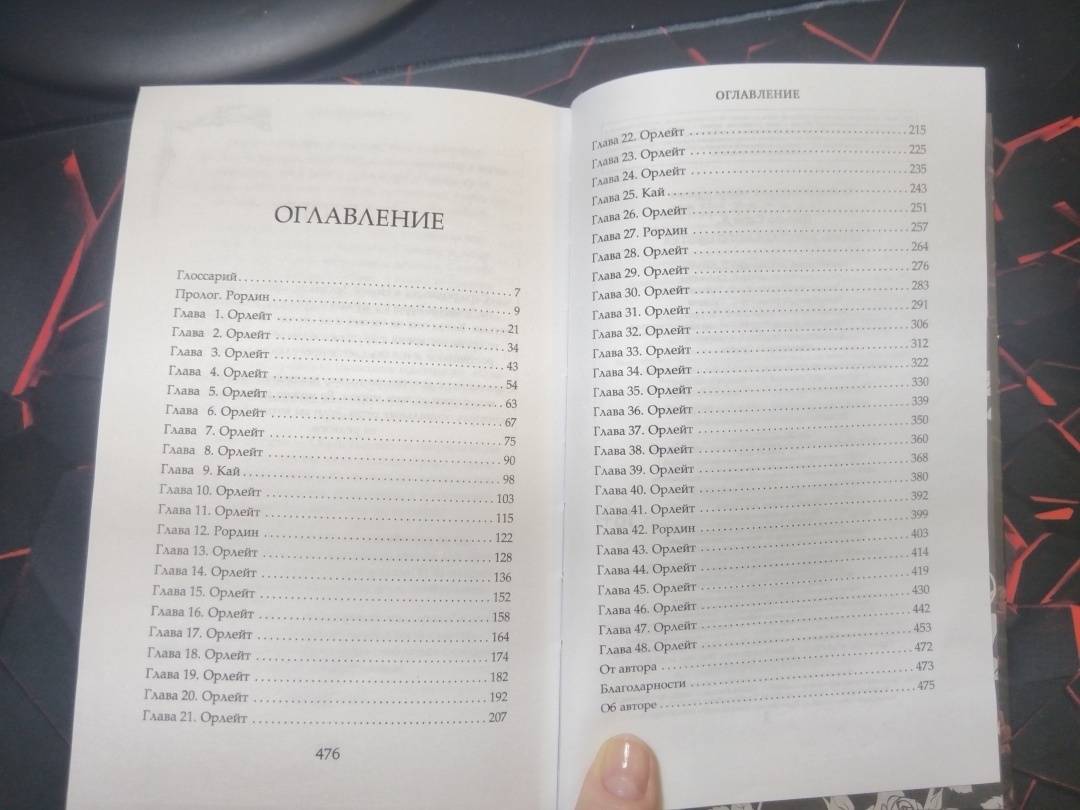 ОГЛАВЛЕНИЕ
Глоссарий 7
Пролог. Рордин 9
Глава 1. Орлейт 21
Глава 2. Орлейт 34
Глава 3. Орлейт 43
Глава 4. Орлейт 54
Глава 5. Орлейт 63
Глава 6. Орлейт 67
Глава 7. Орлейт 75
Глава 8. Орлейт 90
Глава 9. Кай 98
Глава 10. Орлейт 103
Глава 11. Орлейт 115
Глава 12. Рордин 122
Глава 13. Орлейт 128
Глава 14. Орлейт 136
Глава 15. Орлейт 152
Глава 16. Орлейт 158
Глава 17. Орлейт 164
Глава 18. Орлейт 174
Глава 19. Орлейт 182
Глава 20. Орлейт 192
Глава 21. Орлейт 207
476
ОГЛАВЛЕНИЕ
Глава 22. Орлейт 215
Глава 23. Орлейт 225
Глава 24. Орлейт 235
Глава 25. Кай 243
Глава 26. Орлейт 251
Глава 27. Рордин 257
Глава 28. Орлейт 264
Глава 29. Орлейт 276
Глава 30. Орлейт 283
Глава 31. Орлейт 291
Глава 32. Орлейт 306
Глава 33. Орлейт 312
Глава 34. Орлейт 322
Глава 35. Орлейт 330
Глава 36. Орлейт 339
Глава 37. Орлейт 350
Глава 38. Орлейт 360
Глава 39. Орлейт 368
Глава 40. Орлейт 380
Глава 41. Орлейт 392
Глава 42. Рордин 399
Глава 43. Орлейт 403
Глава 44. Орлейт 414
Глава 45. Орлейт 419
Глава 46. Орлейт 430
Глава 47. Орлейт 442
Глава 48. Орлейт 453
От автора 472
Благодарности 473
Об авторе 475